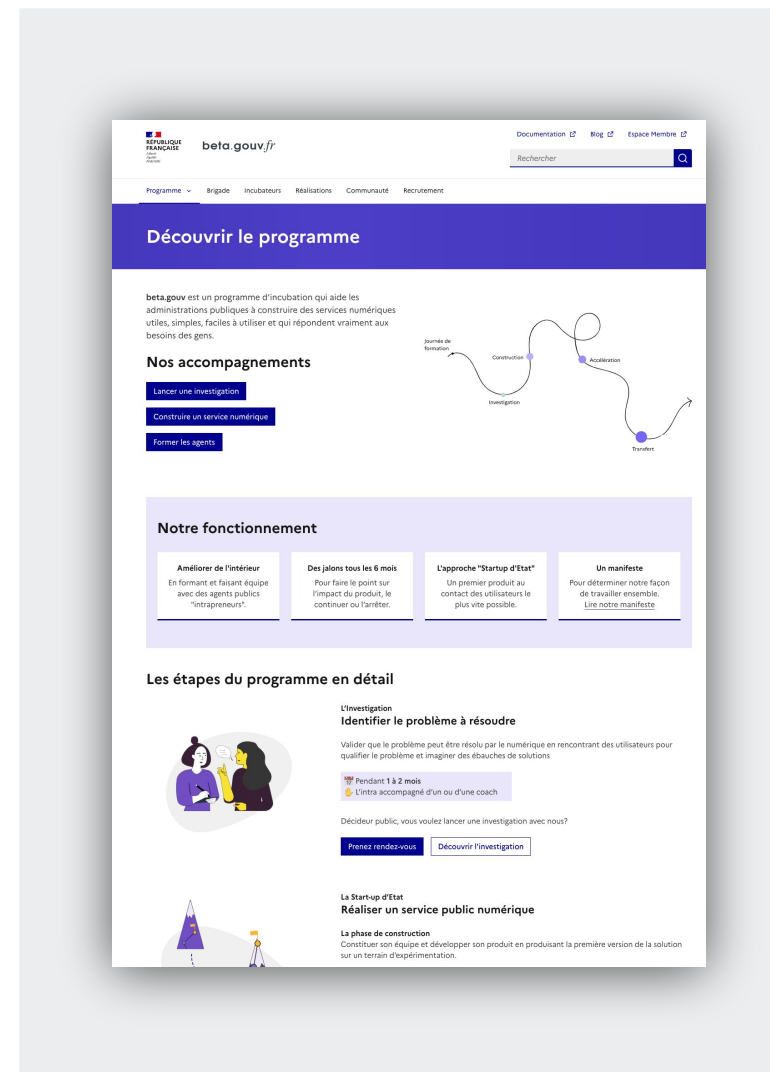 RÉPUBLIQUE
FRANÇAISE
Liberté
Égalité
Fraternité
beta.gouv.fr
Documentation
Blog
Espace Membre
Rechercher
Programme
Brigade
Incubateurs
Réalisations
Communauté
Recrutement
Découvrir le programme
beta.gouv est un programme d'incubation qui aide les
administrations publiques à construire des services numériques
utiles, simples, faciles à utiliser et qui répondent vraiment aux
besoins des gens.
Nos accompagnements
Lancer une investigation
Construire un service numérique
Former les agents
Journée de
formation
Construction
Accélération
Investigation
Transfert
Notre fonctionnement
Améliorer de l'intérieur
En formant et faisant équipe
avec des agents publics
"intrapreneurs".
Des jalons tous les 6 mois
Pour faire le point sur
l'impact du produit, le
continuer ou l'arrêter.
L'approche "Startup d'Etat"
Un premier produit au
contact des utilisateurs le
plus vite possible.
Un manifeste
Pour déterminer notre façon
de travailler ensemble.
Lire notre manifeste
Les étapes du programme en détail
L'Investigation
Identifier le problème à résoudre
Valider que le problème peut être résolu par le numérique en rencontrant des utilisateurs pour
qualifier le problème et imaginer des ébauches de solutions
Pendant 1 à 2 mois
L'intra accompagné d'un ou d'une coach
Décideur public, vous voulez lancer une investigation avec nous?
Prenez rendez-vous
Découvrir l'investigation
La Start-up d'Etat
Réaliser un service public numérique
La phase de construction
Constituer son équipe et développer son produit en produisant la première version de la solution
sur un terrain d'expérimentation.